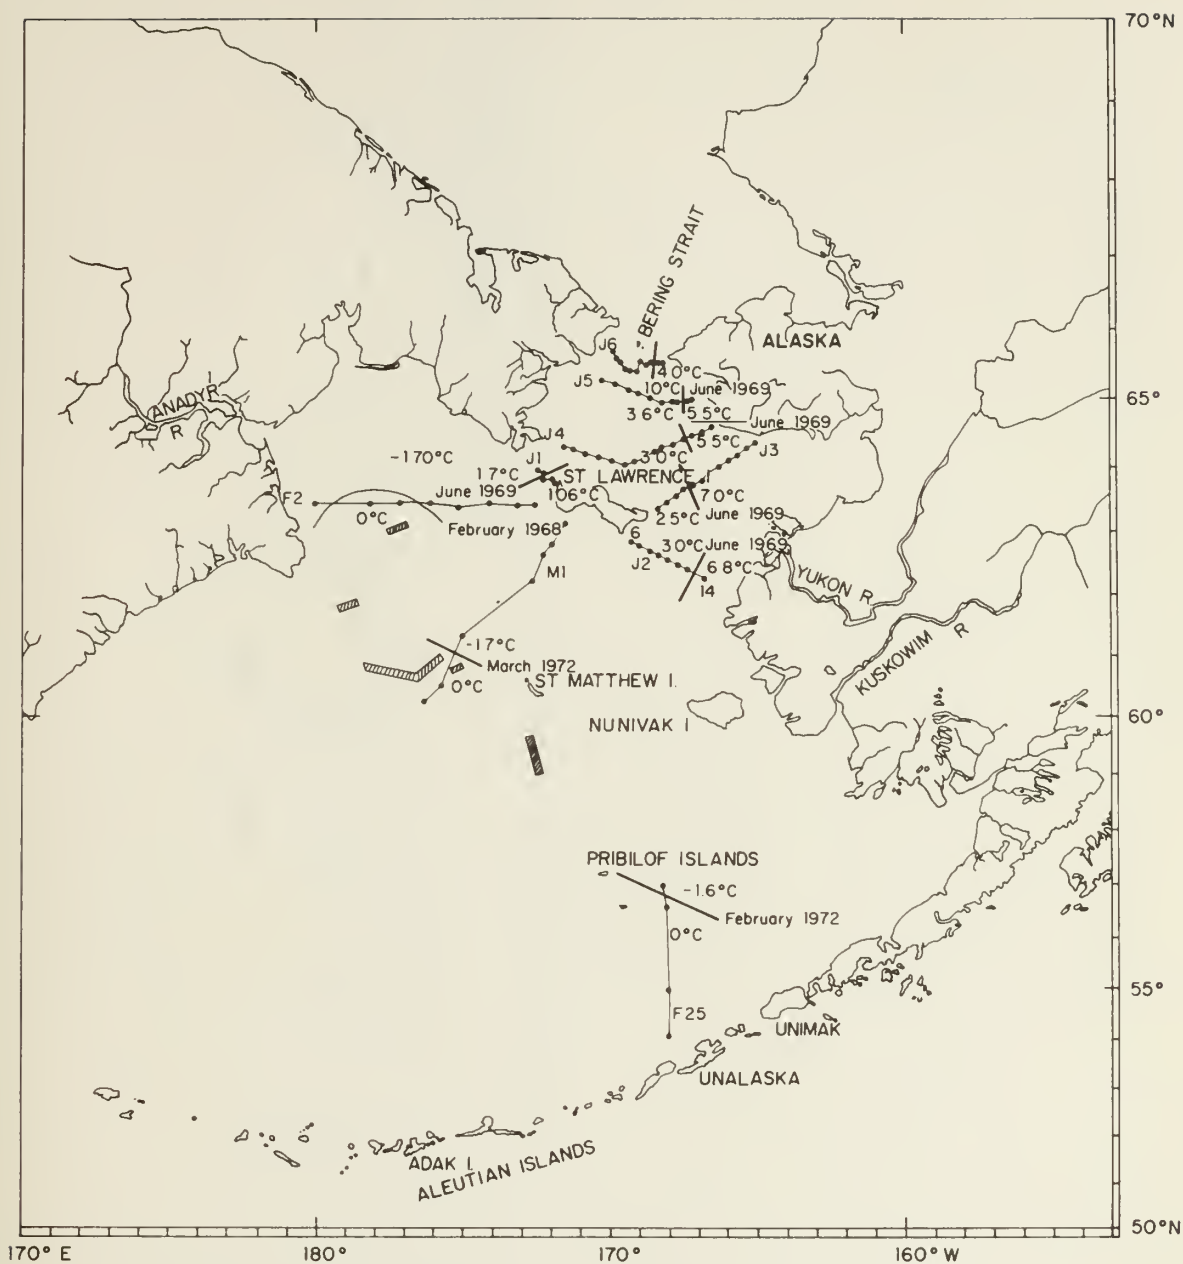 70°N
BERING STRAIT
ALASKA
J6
4.0°C
J5
1.0°C
June 1969
65°
3.6°C
5.5°C
June 1969
ANADYR
R
J4
5.5°C
J3
-1.70°C
J1
3.0°C
1.7°C
ST LAWRENCE I
F2
June 1969
1.06°C
7.0°C
0°C
February 1968
2.5°C
June 1969
6
3.0°C
June 1969
M1
J2
6.8°C
14
YUKON R
KUSKOWIM R
-1.7°C
March 1972
0°C
ST MATTHEW I.
60°
NUNIVAK I
PRIBILOF ISLANDS
-1.6°C
February 1972
0°C
55°
F25
UNIMAK
UNALASKA
ADAK I.
ALEUTIAN ISLANDS
50°N
170° E
180°
170°
160° W